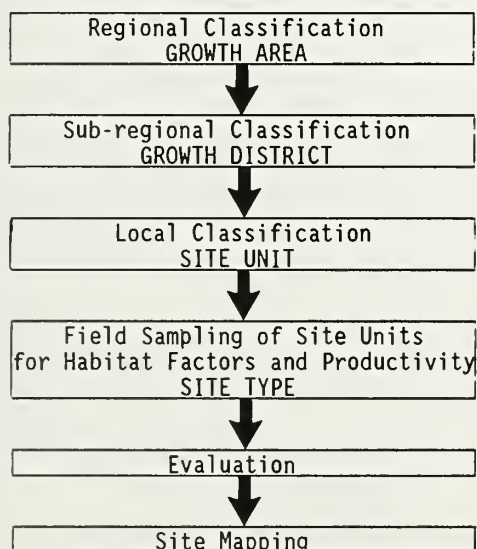 Regional Classification
GROWTH AREA
Sub-regional Classification
GROWTH DISTRICT
Local Classification
SITE UNIT
Field Sampling of Site Units
for Habitat Factors and Productivity
SITE TYPE
Evaluation
Site Mapping